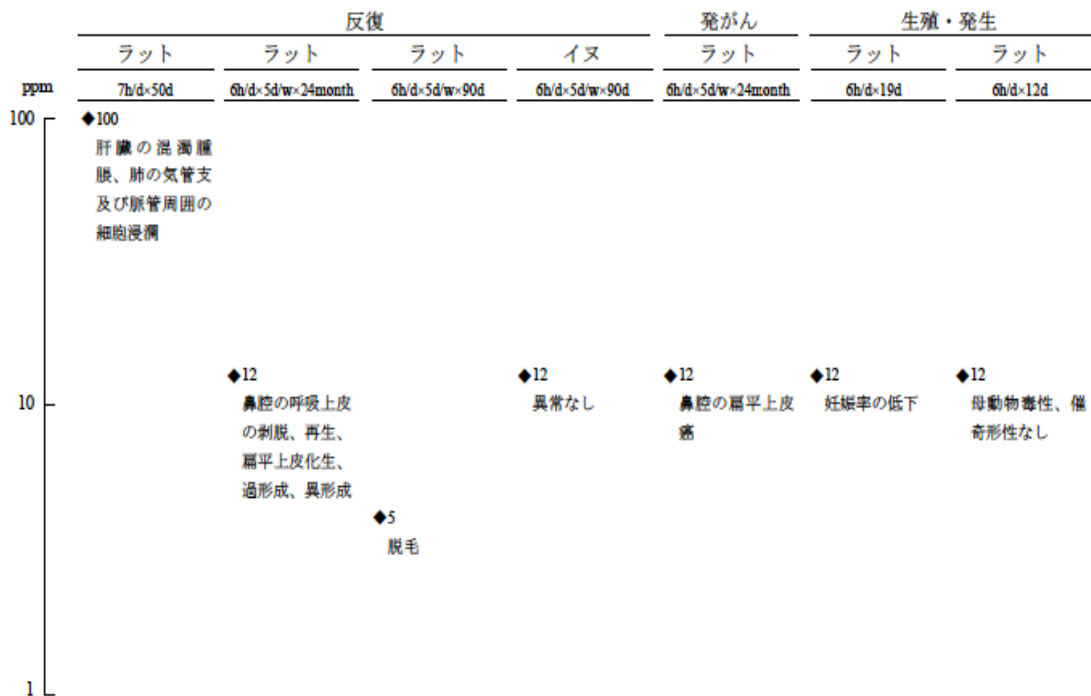 反復 発がん 生殖・発生
ラット ラット ラット イヌ ラット ラット ラット
ppm 7h/d×50d 6h/d×5d/w×24month 6h/d×5d/w×90d 6h/d×5d/w×90d 6h/d×5d/w×24month 6h/d×19d 6h/d×12d
100
◆100
肝臓の混濁腫
脹、肺の気管支
及び脈管周囲の
細胞浸潤
◆12
鼻腔の呼吸上皮
の剥脱、再生、
扁平上皮化生、
過形成、異形成
◆5
脱毛
◆12
異常なし
◆12
鼻腔の扁平上皮
癌
◆12
妊娠率の低下
◆12
母動物毒性、催
奇形性なし
10
1